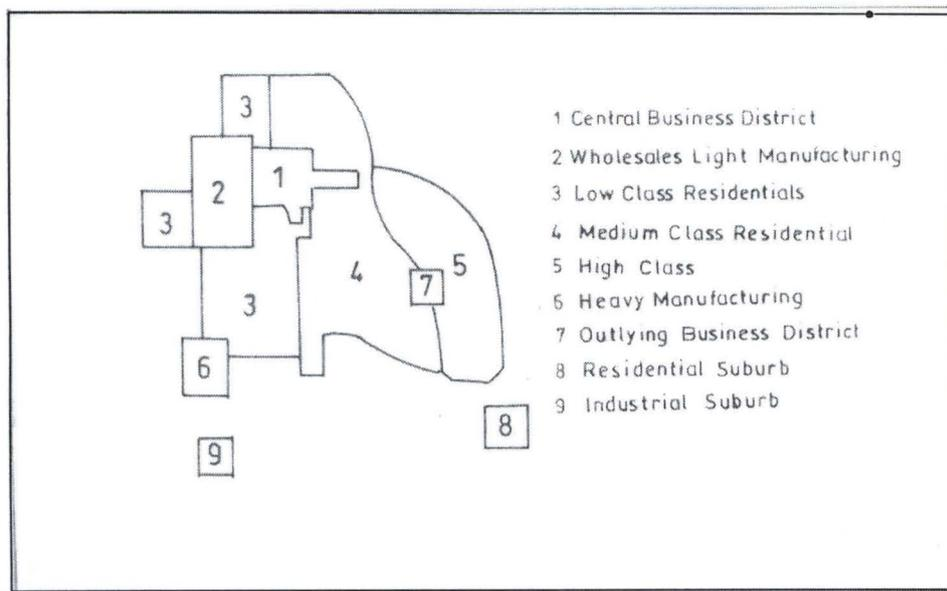 3
1
2
3
4
5
3
7
6
8
9
1 Central Business District
2 Wholesales Light Manufacturing
3 Low Class Residentials
4 Medium Class Residential
5 High Class
6 Heavy Manufacturing
7 Outlying Business District
8 Residential Suburb
9 Industrial Suburb